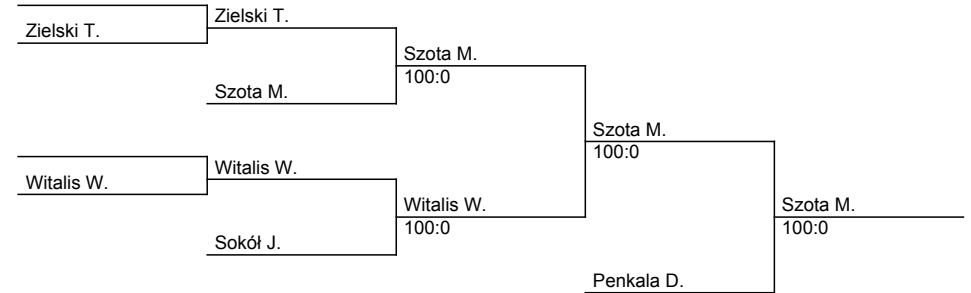 Zielski T.
Zielski T.
Szota M.
100:0
Szota M.
Szota M.
100:0
Witalis W.
Witalis W.
Witalis W.
100:0
Szota M.
100:0
Sokół J.
Penkala D.